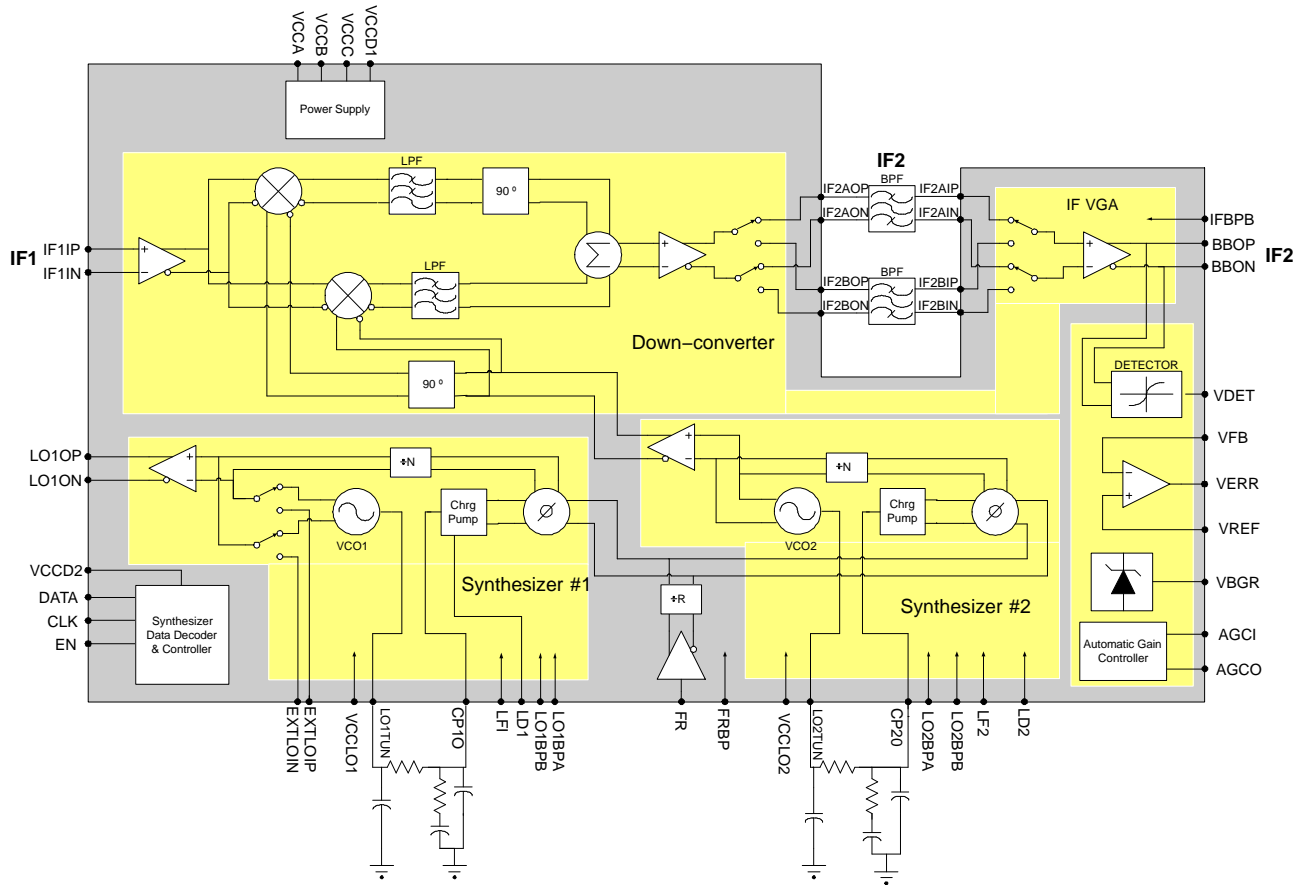 VCCA
VCCB
VCCC
VCCD1
Power Supply
LPF
90 º
IF2
BPF
IF2AOP
IF2AIP
IF2AON
IF2AIN
IF VGA
IFBPB
IF1
IF1IP
IF1IN
+
−
Σ
+
−
+
−
BBOP
BBON
IF2
LPF
BPF
IF2BOP
IF2BIP
IF2BON
IF2BIN
Down−converter
90 º
DETECTOR
VDET
LO1OP
LO1ON
+
−
÷N
VCO1
Chrg
Pump
Ø
+
−
÷N
VCO2
Chrg
Pump
Ø
VFB
−
+
VERR
VREF
VCCD2
DATA
CLK
EN
Synthesizer
Data Decoder
& Controller
Synthesizer #1
÷R
Synthesizer #2
VBGR
Automatic Gain
Controller
AGCI
AGCO
EXTLOIN
EXTLOIP
VCCLO1
LO1TUN
CP1O
LFI
LD1
LO1BPB
LO1BPA
FR
FRBP
VCCLO2
LO2TUN
CP20
LO2BPA
LO2BPB
LF2
LD2